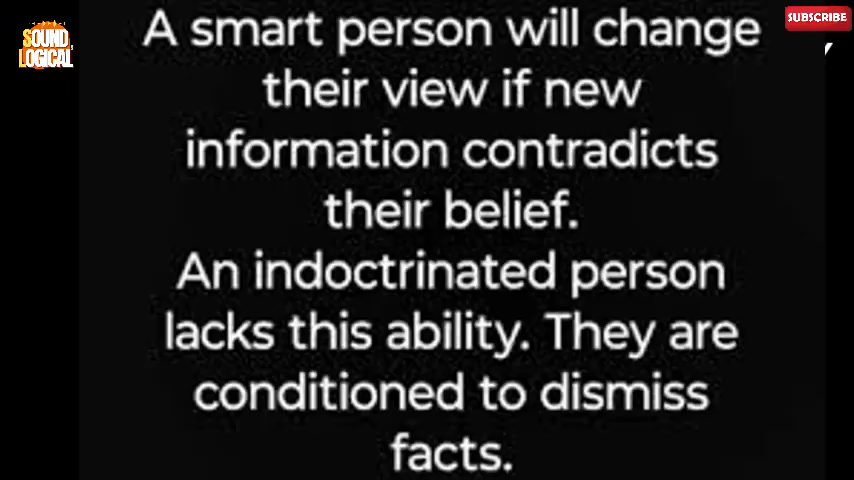 SOUND
LOGICAL
SUBSCRIBE
A smart person will change
their view if new
information contradicts
their belief.
An indoctrinated person
lacks this ability. They are
conditioned to dismiss
facts.